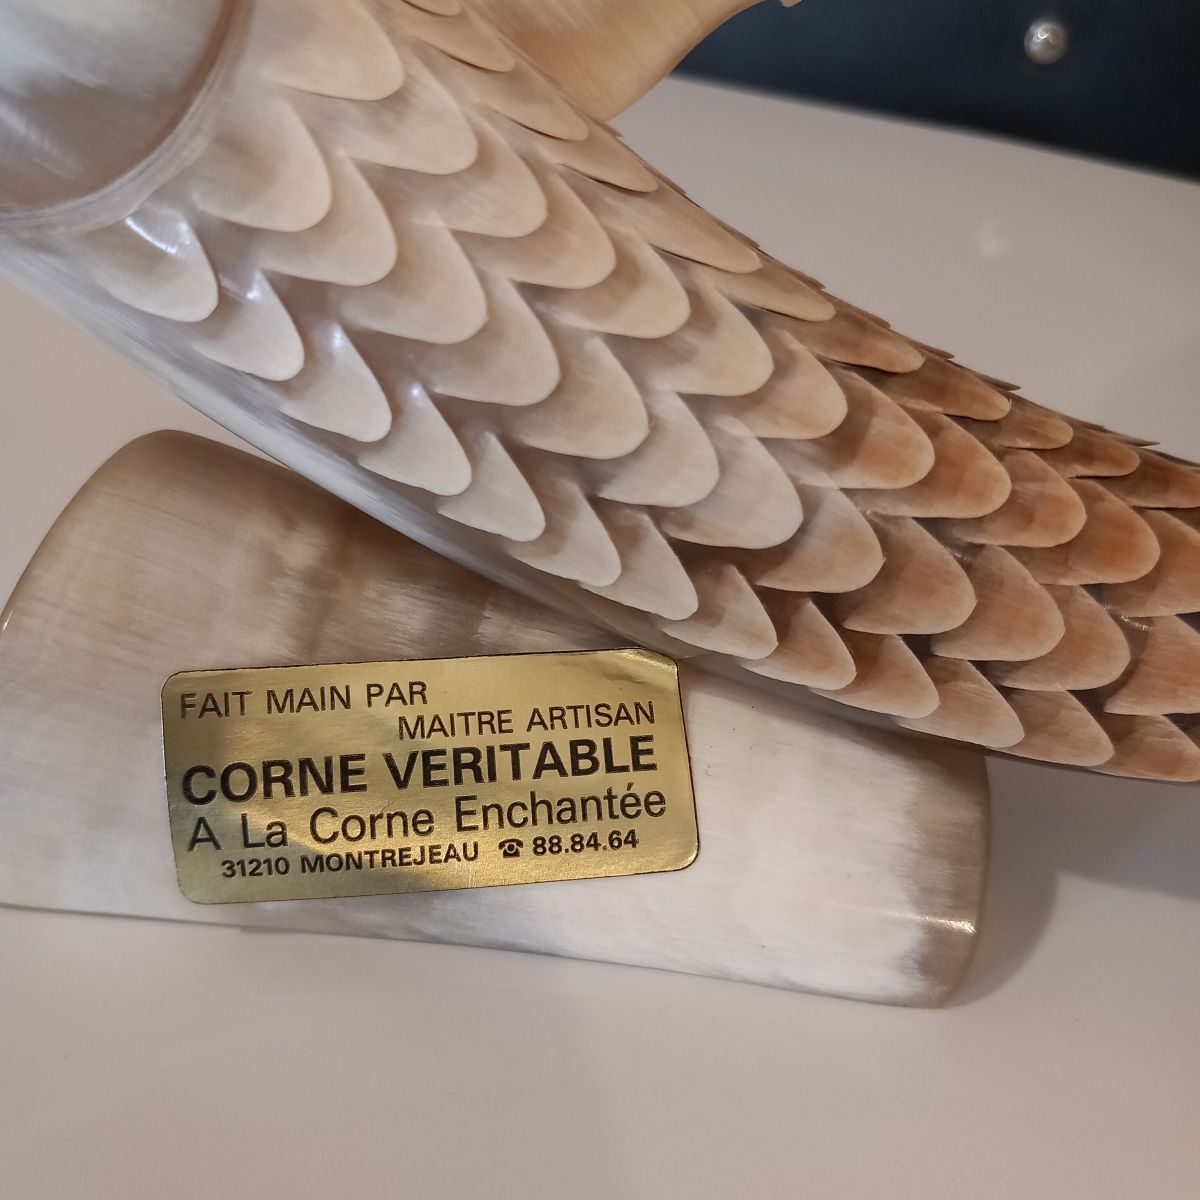 FAIT MAIN PAR
MAITRE ARTISAN
CORNE VERITABLE
A La Corne Enchantée
31210 MONTREJEAU ☎ 88.84.64